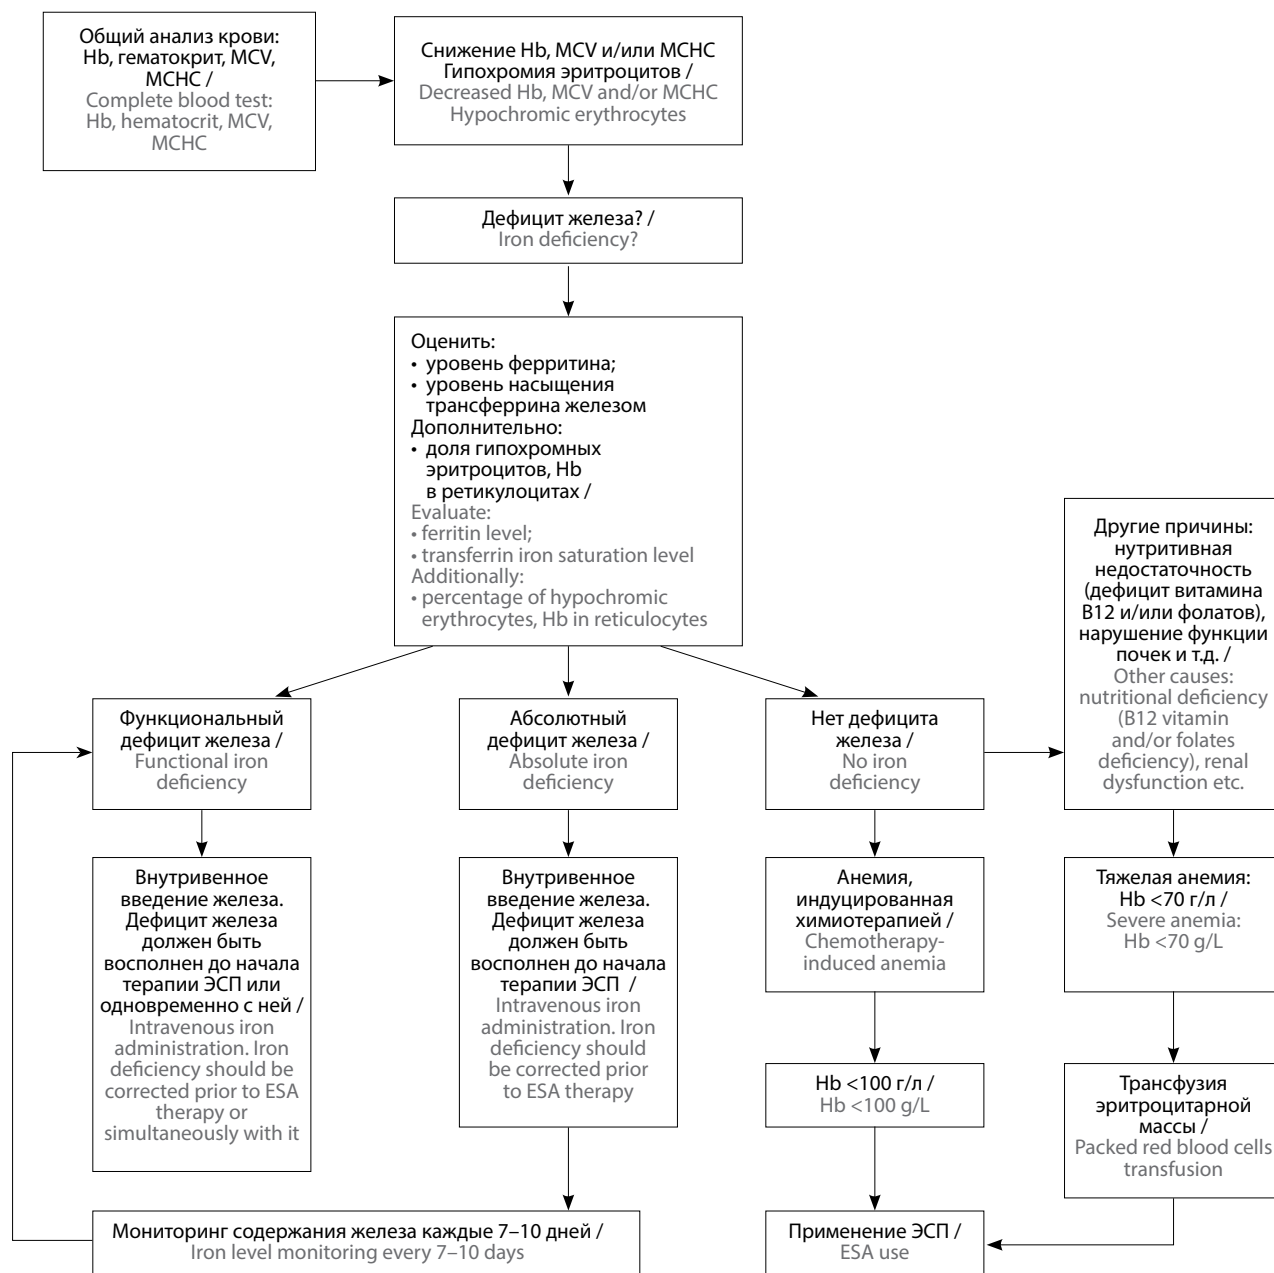 Общий анализ крови:
Hb, гематокрит, MCV,
MCHC /
Complete blood test:
Hb, hematocrit, MCV,
MCHC
Снижение Hb, MCV и/или MCHC
Гипохромия эритроцитов /
Decreased Hb, MCV and/or MCHC
Hypochromic erythrocytes
Дефицит железа? /
Iron deficiency?
Оценить:
• уровень ферритина;
• уровень насыщения
трансферрина железом
Дополнительно:
• доля гипохромных
эритроцитов, Hb
в ретикулоцитах /
Evaluate:
• ferritin level;
• transferrin iron saturation level
Additionally:
• percentage of hypochromic
erythrocytes, Hb in reticulocytes
Функциональный
дефицит железа /
Functional iron
deficiency
Абсолютный
дефицит железа /
Absolute iron
deficiency
Нет дефицита
железа /
No iron
deficiency
Другие причины:
нутритивная
недостаточность
(дефицит витамина
В12 и/или фолатов),
нарушение функции
почек и т.д. /
Other causes:
nutritional deficiency
(B12 vitamin
and/or folates
deficiency), renal
dysfunction etc.
Внутривенное
введение железа.
Дефицит железа
должен быть
восполнен до начала
терапии ЭСП или
одновременно с ней /
Intravenous iron
administration. Iron
deficiency should be
corrected prior to ESA
therapy or
simultaneously with it
Внутривенное
введение железа.
Дефицит железа
должен быть
восполнен до начала
терапии ЭСП /
Intravenous iron
administration. Iron
deficiency should
be corrected prior
to ESA therapy
Анемия,
индуцированная
химиотерапией /
Chemotherapy-
induced anemia
Тяжелая анемия:
Hb <70 г/л /
Severe anemia:
Hb <70 g/L
Hb <100 г/л /
Hb <100 g/L
Трансфузия
эритроцитарной
массы /
Packed red blood cells
transfusion
Мониторинг содержания железа каждые 7–10 дней /
Iron level monitoring every 7–10 days
Применение ЭСП /
ESA use